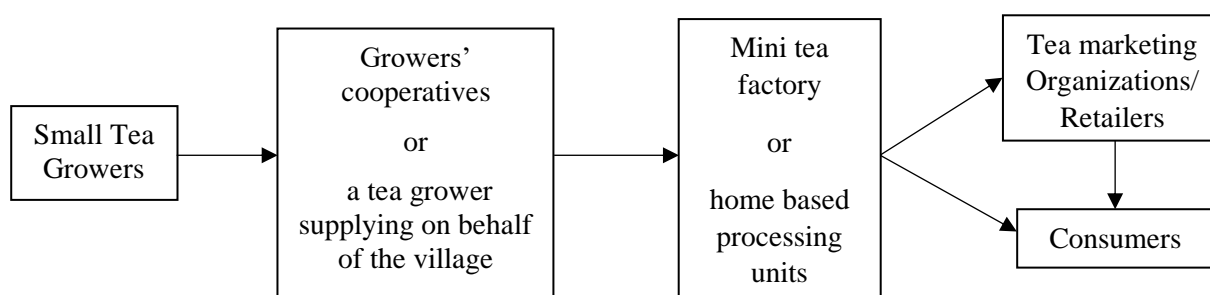 Small Tea
Growers
Growers’
cooperatives
or
a tea grower
supplying on behalf
of the village
Mini tea
factory
or
home based
processing
units
Tea marketing
Organizations/
Retailers
Consumers